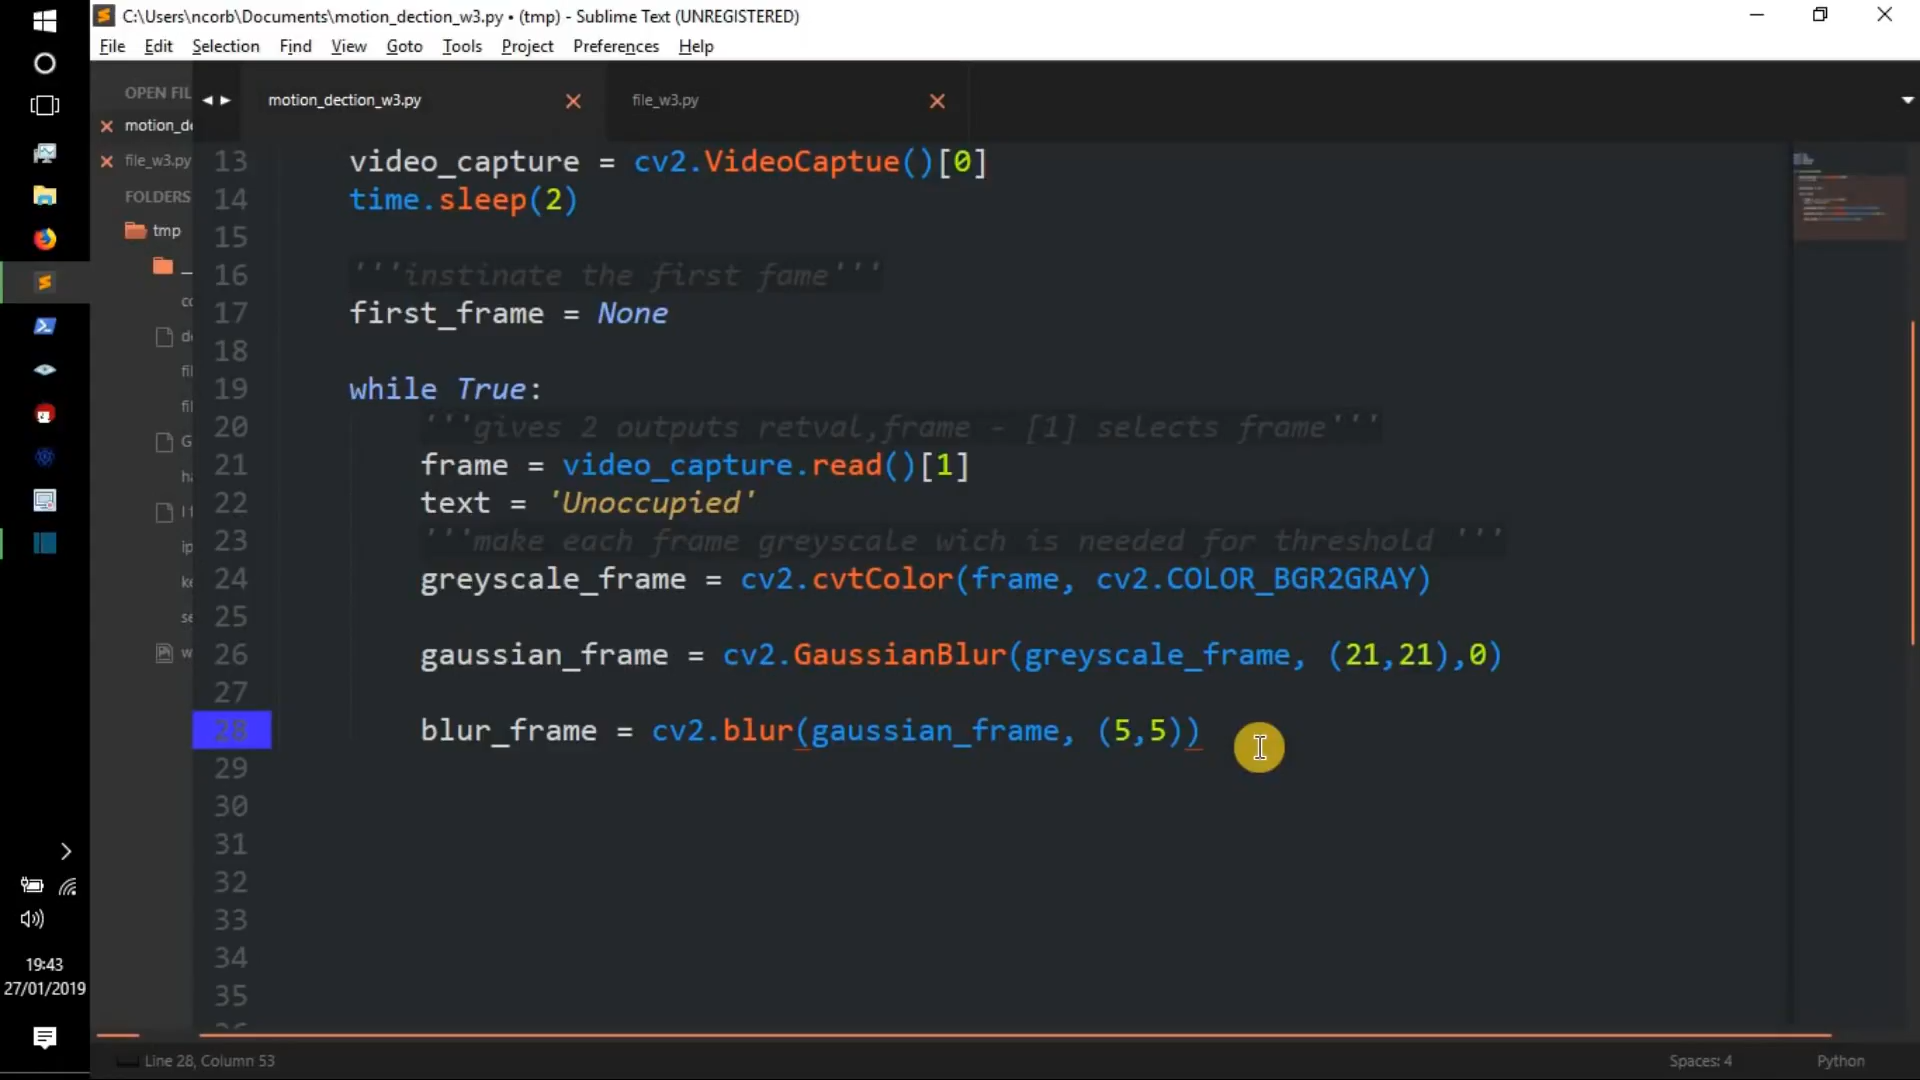 C:\Users\ncorb\Documents\motion_dection_w3.py • (tmp) - Sublime Text (UNREGISTERED)
File Edit Selection Find View Goto Tools Project Preferences Help
OPEN FIL
motion_dection_w3.py
file_w3.py
motion_de
file_w3.py
FOLDERS
tmp
13 video_capture = cv2.VideoCaptue()[0]
14 time.sleep(2)
15
16 '''instinate the first fame'''
17 first_frame = None
18
19 while True:
20 '''gives 2 outputs retval,frame - [1] selects frame'''
21 frame = video_capture.read()[1]
22 text = 'Unoccupied'
23 '''make each frame greyscale wich is needed for threshold '''
24 greyscale_frame = cv2.cvtColor(frame, cv2.COLOR_BGR2GRAY)
25
26 gaussian_frame = cv2.GaussianBlur(greyscale_frame, (21,21),0)
27
28 blur_frame = cv2.blur(gaussian_frame, (5,5))
29
30
31
32
33
34
35
19:43
27/01/2019
Line 28, Column 53
Spaces: 4
Python